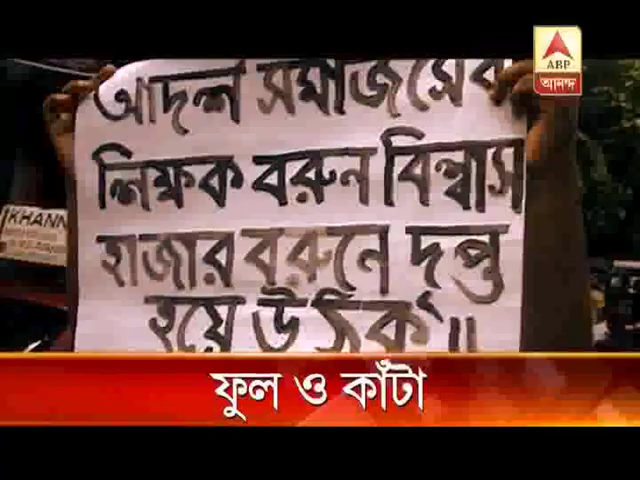 ABP
আনন্দ
আদর্শ সমাজসেব
শিক্ষক বরুন বিশ্বাস
হাজার বরুনে দৃপ্ত
হয়ে উঠুক ॥
KHANN
ফুল ও কাঁটা